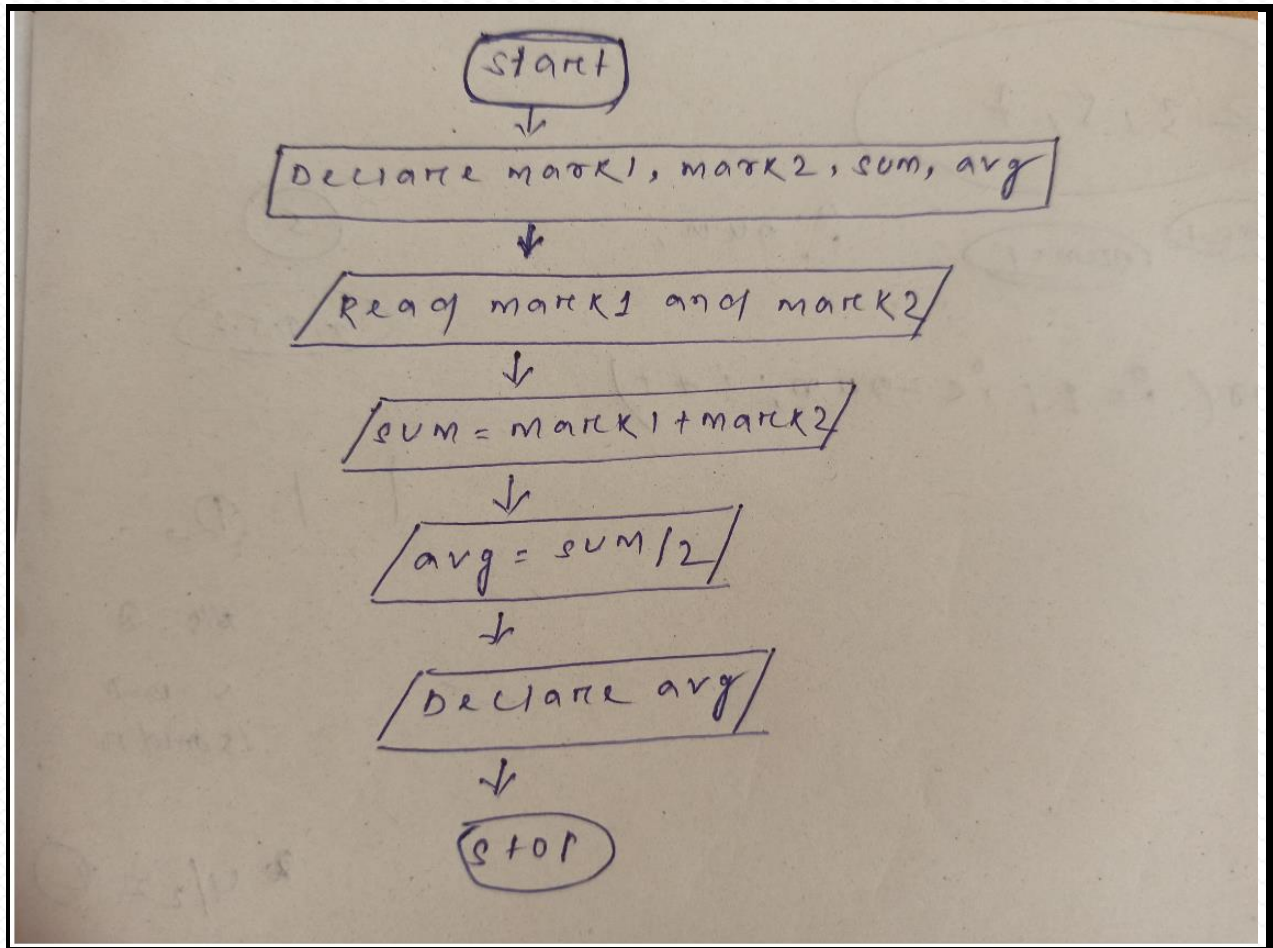 Start
Declare mark1, mark2, sum, avg
Read mark1 and mark2
sum = mark1 + mark2
avg = sum/2
Declare avg
stop